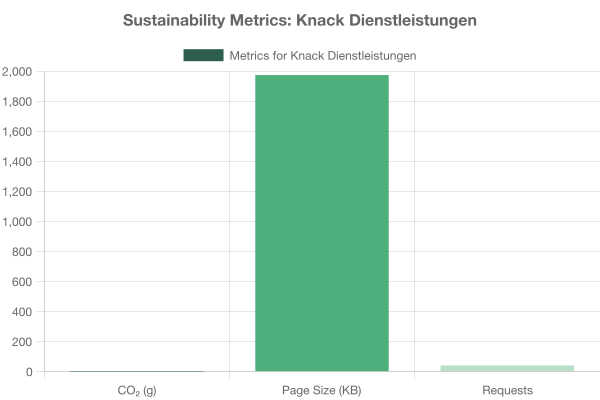 Sustainability Metrics: Knack Dienstleistungen
Metrics for Knack Dienstleistungen
2,000
1,800
1,600
1,400
1,200
1,000
800
600
400
200
0
CO₂ (g)
Page Size (KB)
Requests